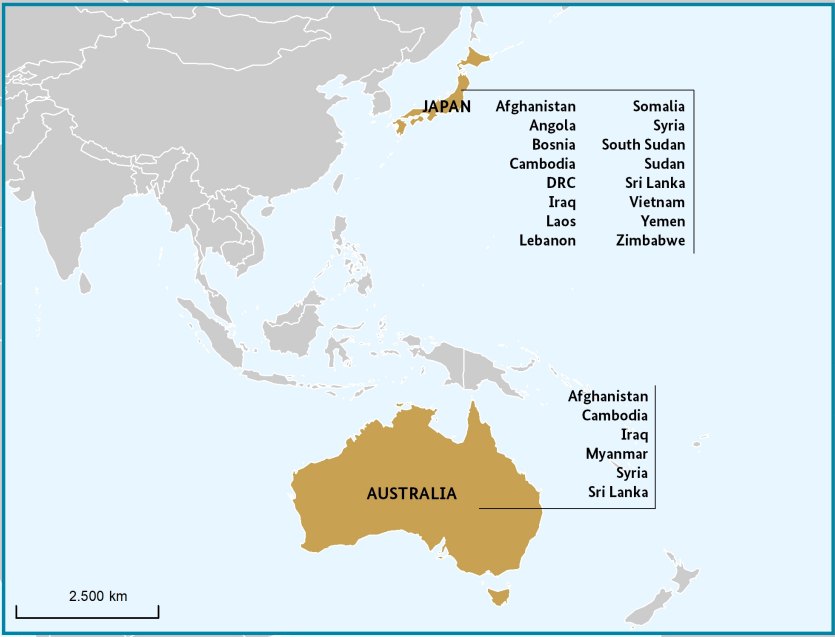 JAPAN
Afghanistan
Angola
Bosnia
Cambodia
DRC
Iraq
Laos
Lebanon
Somalia
Syria
South Sudan
Sudan
Sri Lanka
Vietnam
Yemen
Zimbabwe
Afghanistan
Cambodia
Iraq
Myanmar
Syria
Sri Lanka
AUSTRALIA
2.500 km